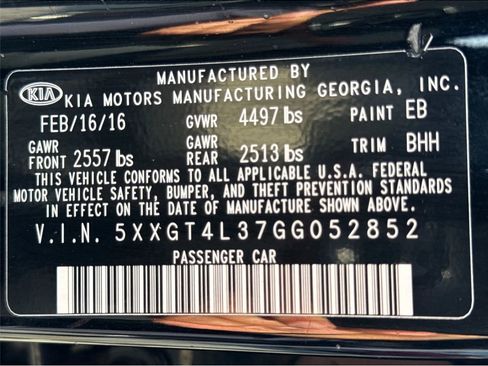 MANUFACTURED BY
KIA KIA MOTORS MANUFACTURING GEORGIA, INC.
FEB/16/16 GVWR 4497 lbs PAINT EB
GAWR FRONT 2557 lbs GAWR REAR 2513 lbs TRIM BHH
THIS VEHICLE CONFORMS TO ALL APPLICABLE U.S.A. FEDERAL
MOTOR VEHICLE SAFETY, BUMPER, AND THEFT PREVENTION STANDARDS
IN EFFECT ON THE DATE OF MANUFACTURE SHOWN ABOVE.
V.I.N. 5XXGT4L37GG052852
PASSENGER CAR